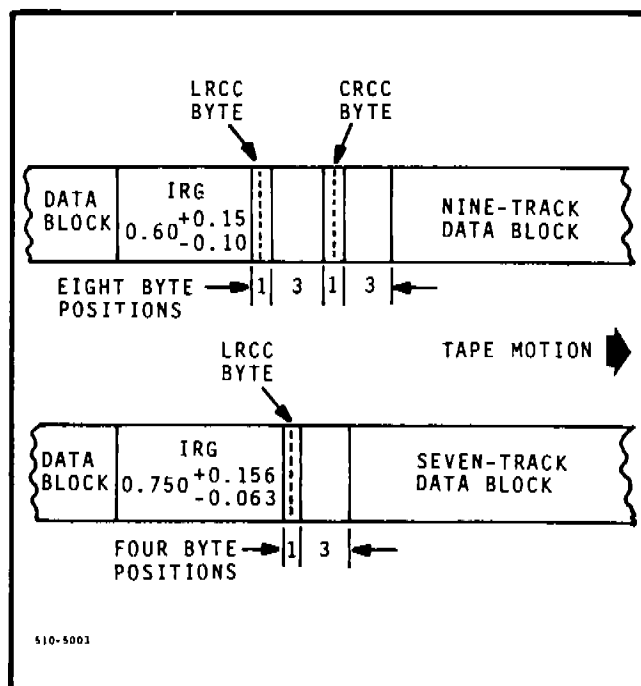 LRCC
BYTE
CRCC
BYTE
DATA
BLOCK
IRG
0.60 +0.15
-0.10
NINE-TRACK
DATA BLOCK
EIGHT BYTE
POSITIONS
1 3 1 3
TAPE MOTION
LRCC
BYTE
DATA
BLOCK
IRG
0.750 +0.156
-0.063
SEVEN-TRACK
DATA BLOCK
FOUR BYTE
POSITIONS
1 3
510-5003